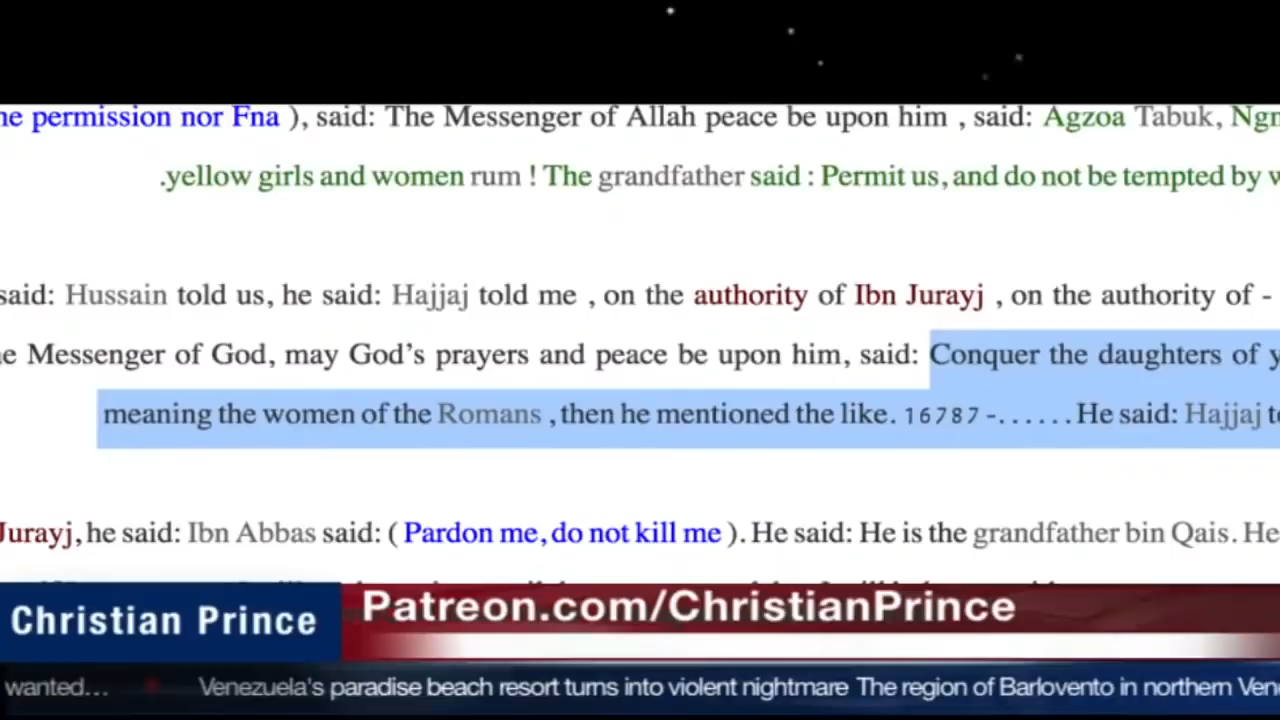 ne permission nor Fna ), said: The Messenger of Allah peace be upon him , said: Agzoa Tabuk,
.yellow girls and women rum ! The grandfather said : Permit us, and do not be tempted by
said: Hussain told us, he said: Hajjaj told me , on the authority of Ibn Jurayj , on the authority of -
Messenger of God, may God's prayers and peace be upon him, said: Conquer the daughters of
meaning the women of the Romans , then he mentioned the like. 16787 -...... He said: Hajjaj
Jurayj, he said: Ibn Abbas said: ( Pardon me, do not kill me ). He said: He is the grandfather bin Qais. He
Christian Prince
Patreon.com/ChristianPrince
wanted... Venezuela's paradise beach resort turns into violent nightmare The region of Barlovento in northern